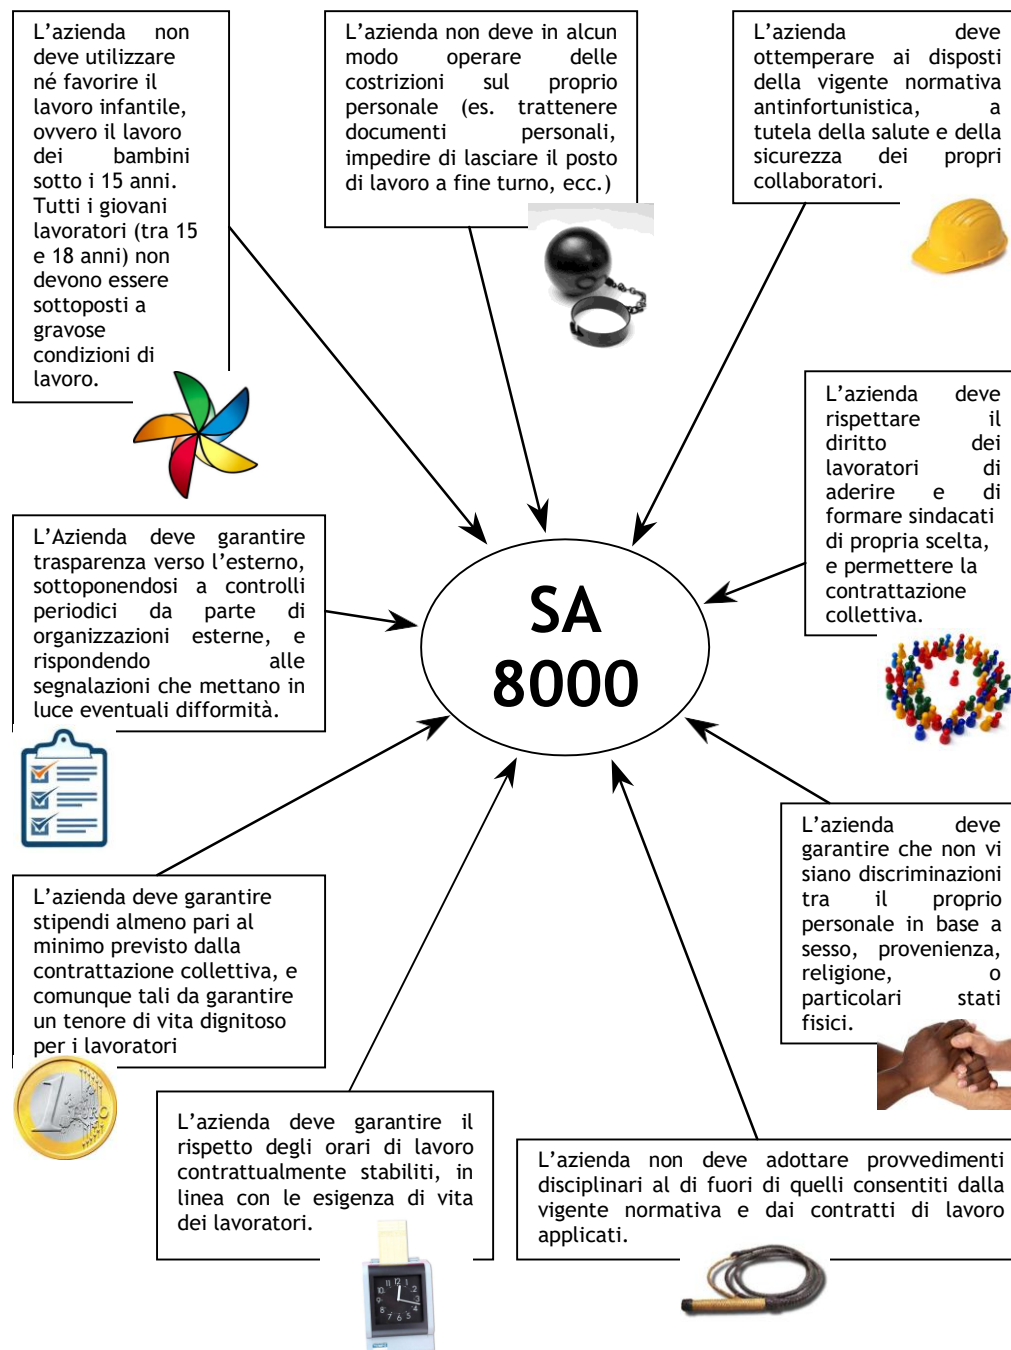 L’azienda non
deve utilizzare
né favorire il
lavoro infantile,
ovvero il lavoro
dei bambini
sotto i 15 anni.
Tutti i giovani
lavoratori (tra 15
e 18 anni) non
devono essere
sottoposti a
gravose
condizioni di
lavoro.
L’azienda non deve in alcun
modo operare delle
costrizioni sul proprio
personale (es. trattenere
documenti personali,
impedire di lasciare il posto
di lavoro a fine turno, ecc.)
L’azienda deve
ottemperare ai disposti
della vigente normativa
antinfortunistica, a
tutela della salute e della
sicurezza dei propri
collaboratori.
L’azienda deve
rispettare il
diritto dei
lavoratori di
aderire e di
formare sindacati
di propria scelta,
e permettere la
contrattazione
collettiva.
L’Azienda deve garantire
trasparenza verso l’esterno,
sottoponendosi a controlli
periodici da parte di
organizzazioni esterne, e
rispondendo alle
segnalazioni che mettano in
luce eventuali difformità.
SA
8000
L’azienda deve
garantire che non vi
siano discriminazioni
tra il proprio
personale in base a
sesso, provenienza,
religione, o
particolari stati
fisici.
L’azienda deve garantire
stipendi almeno pari al
minimo previsto dalla
contrattazione collettiva, e
comunque tali da garantire
un tenore di vita dignitoso
per i lavoratori
1 EURO
L’azienda deve garantire il
rispetto degli orari di lavoro
contrattualmente stabiliti, in
linea con le esigenza di vita
dei lavoratori.
L’azienda non deve adottare provvedimenti
disciplinari al di fuori di quelli consentiti dalla
vigente normativa e dai contratti di lavoro
applicati.